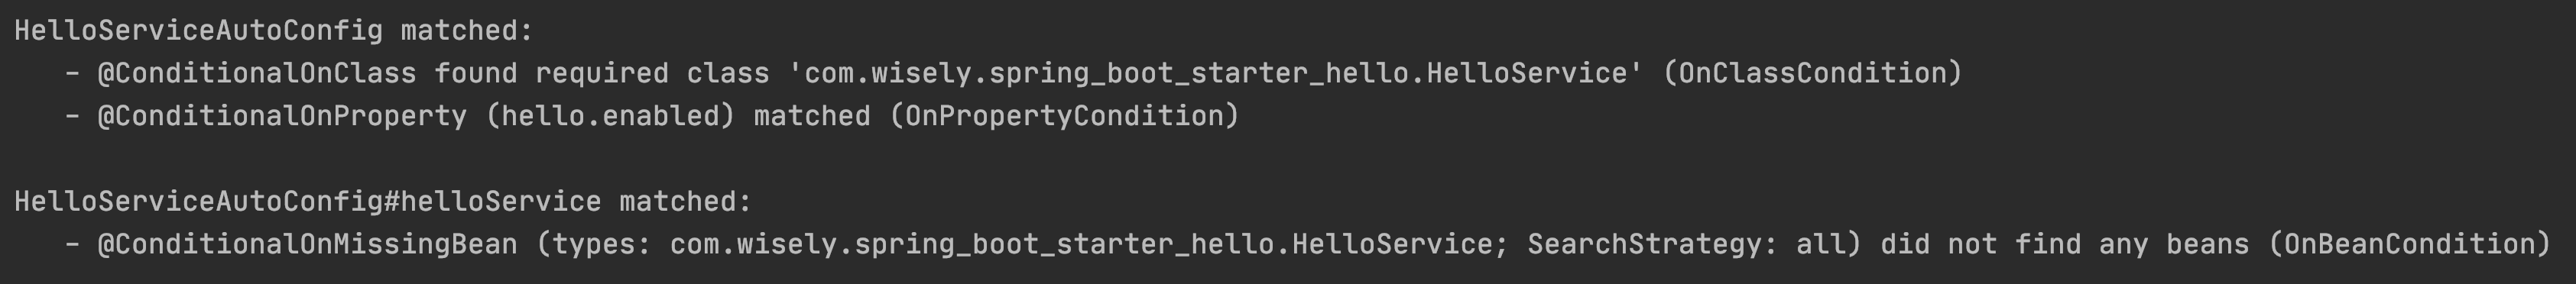 HelloServiceAutoConfig matched:
- @ConditionalOnClass found required class 'com.wisely.spring_boot_starter_hello.HelloService' (OnClassCondition)
- @ConditionalOnProperty (hello.enabled) matched (OnPropertyCondition)
HelloServiceAutoConfig#helloService matched:
- @ConditionalOnMissingBean (types: com.wisely.spring_boot_starter_hello.HelloService; SearchStrategy: all) did not find any beans (OnBeanCondition)